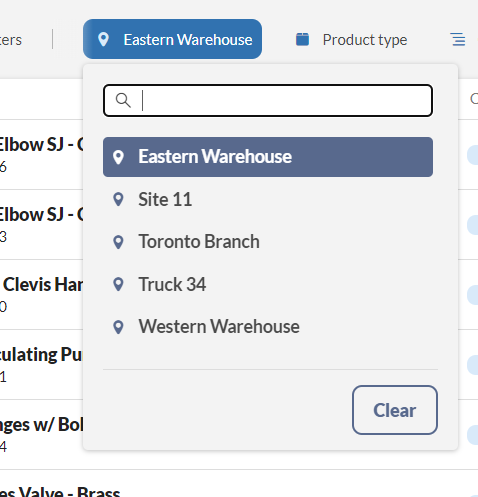 ters
Eastern Warehouse
Product type
Elbow SJ - C
6
Elbow SJ - C
3
Clevis Har
0
culating Pu
1
nges w/ Bol
4
es Valve - Brass
Eastern Warehouse
Site 11
Toronto Branch
Truck 34
Western Warehouse
Clear